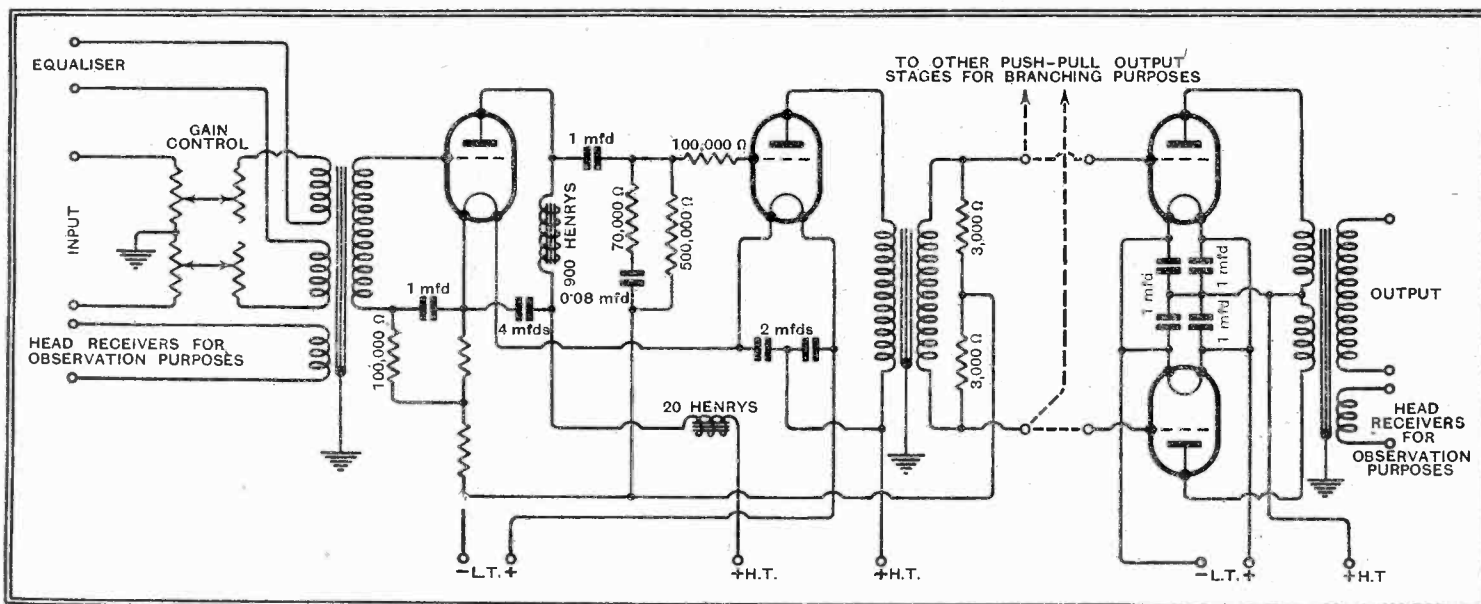 EQUALISER
GAIN
CONTROL
INPUT
HEAD RECEIVERS FOR
OBSERVATION PURPOSES
1 mfd
100,000 Ω
1 mfd
4 mfds
900 HENRYS
70,000 Ω
0·08 mfd
500,000 Ω
100,000 Ω
20 HENRYS
2 mfds
TO OTHER PUSH-PULL OUTPUT
STAGES FOR BRANCHING PURPOSES
3,000 Ω
3,000 Ω
1 mfd
1 mfd
1 mfd
OUTPUT
HEAD
RECEIVERS
FOR
OBSERVATION
PURPOSES
- L.T. +
+H.T.
+H.T.
- L.T. +
+H.T